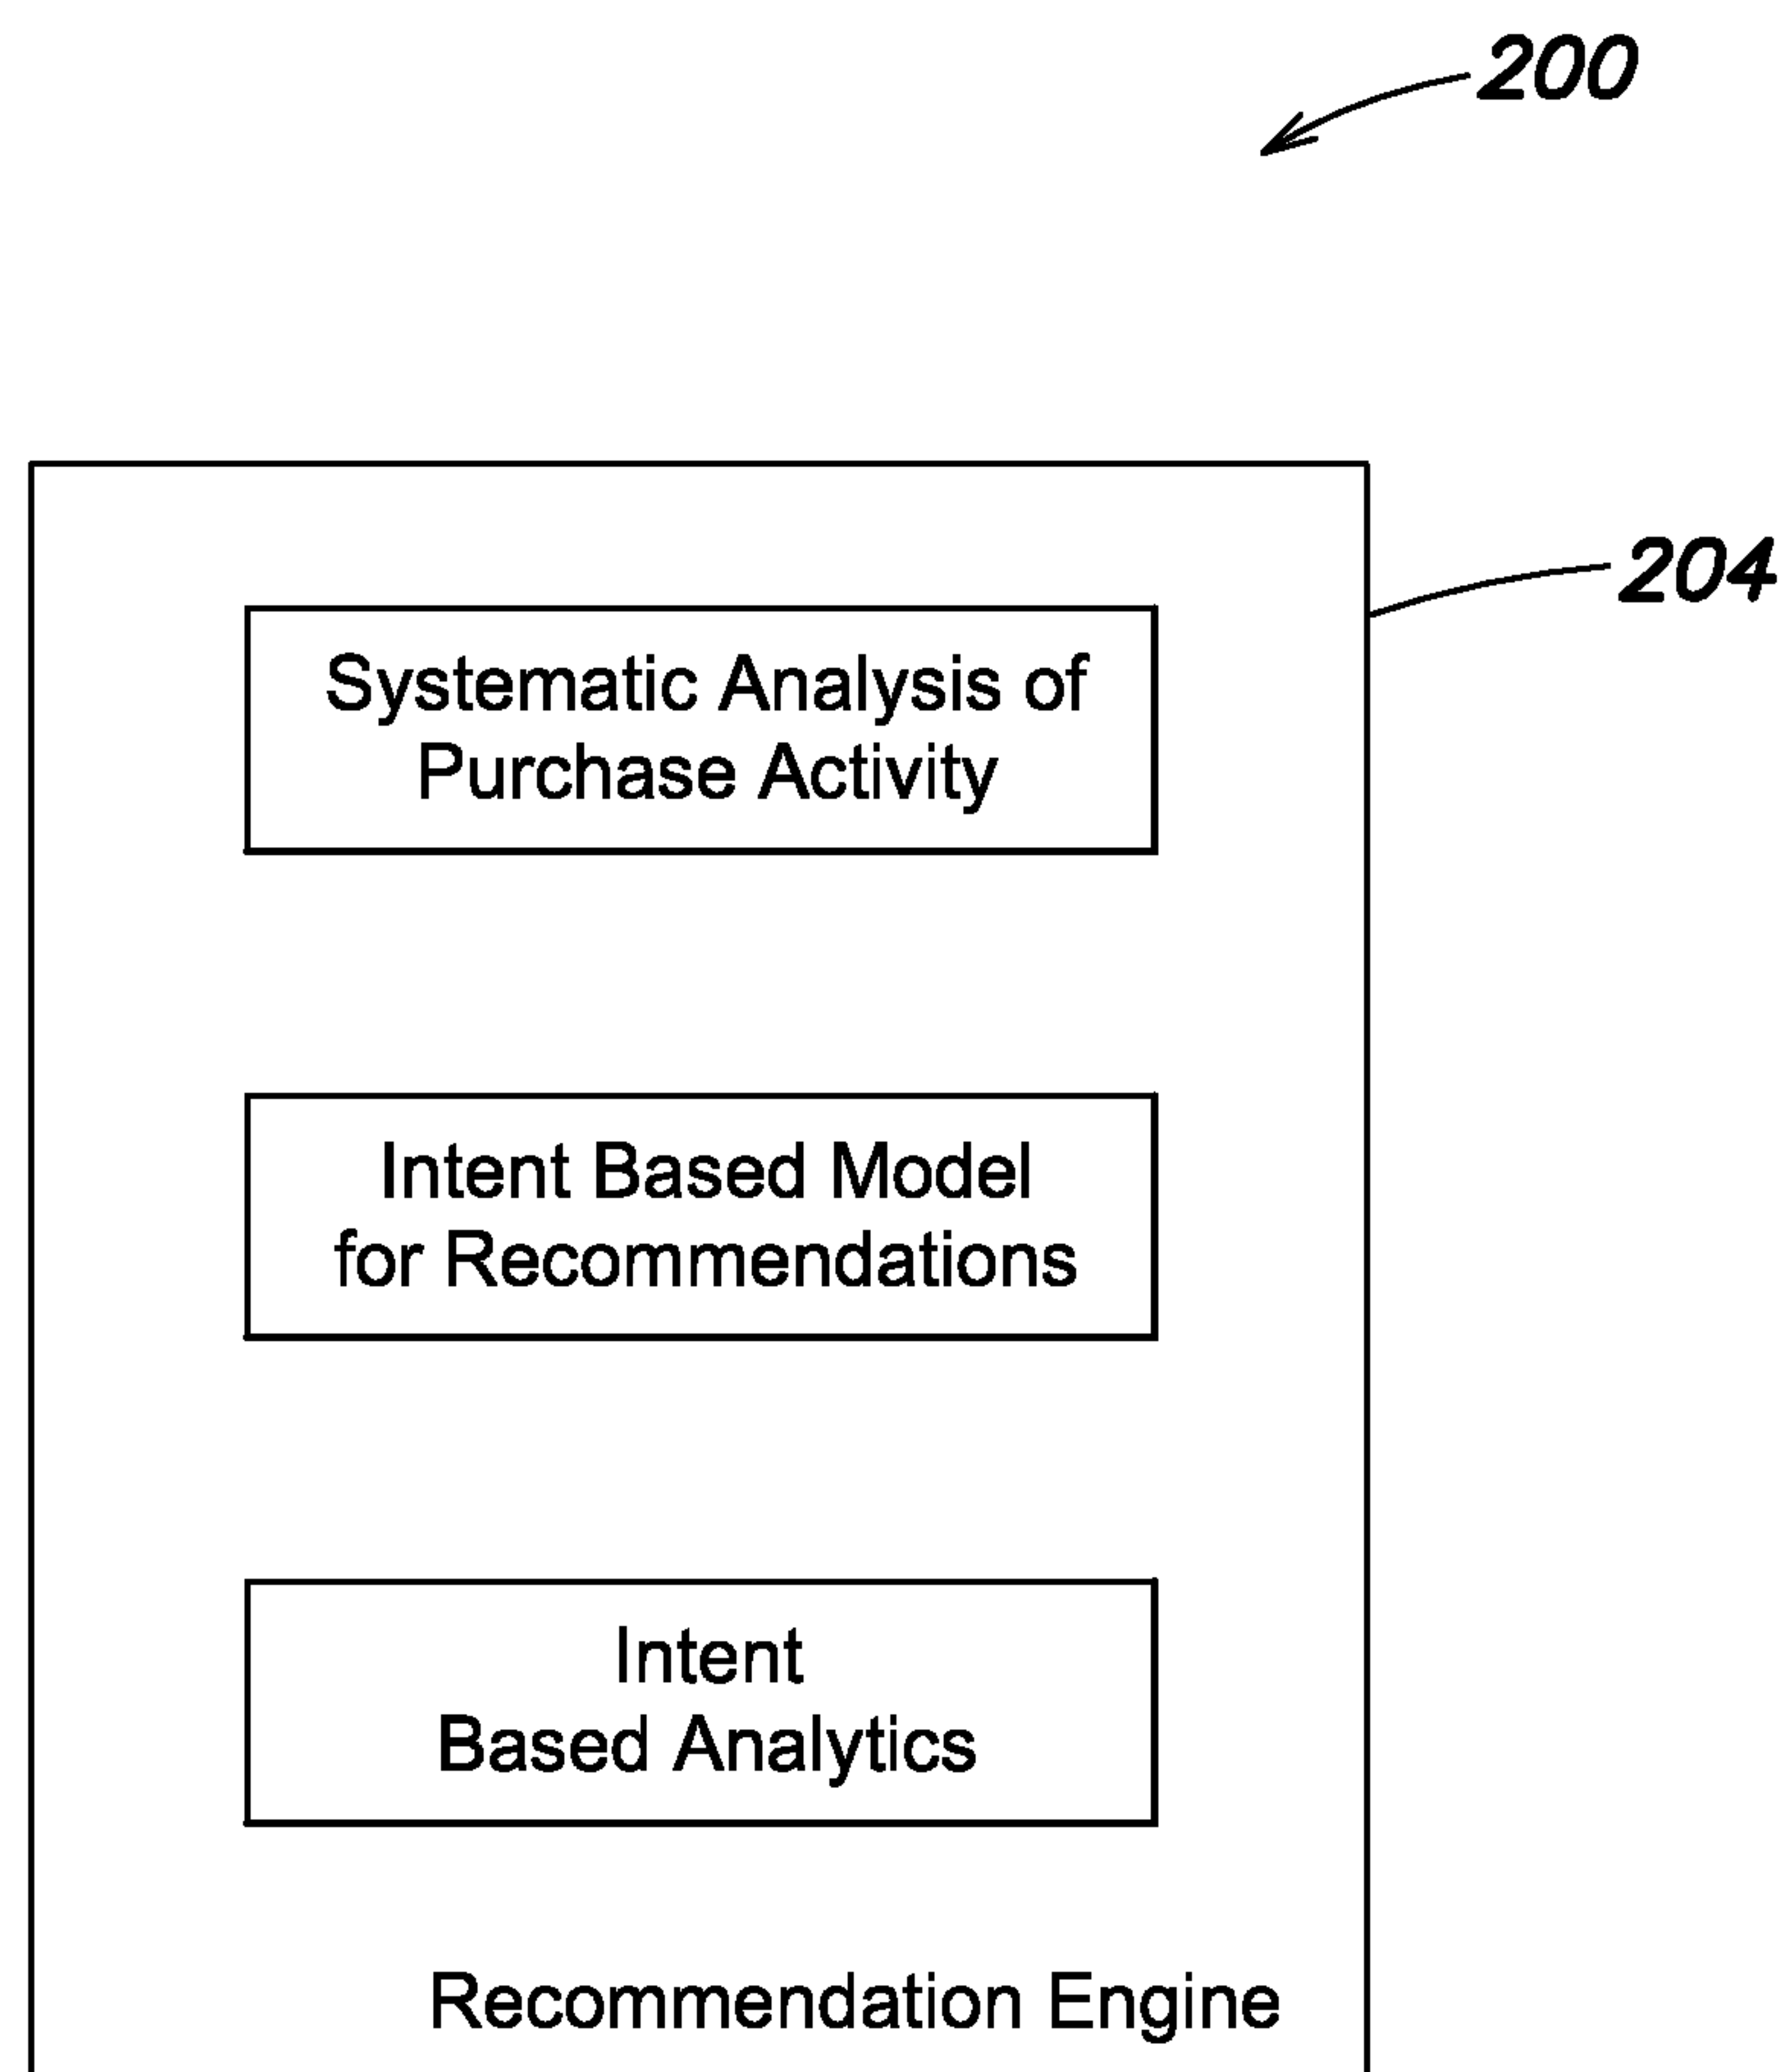 200
204
Systematic Analysis of
Purchase Activity
Intent Based Model
for Recommendations
Intent
Based Analytics
Recommendation Engine